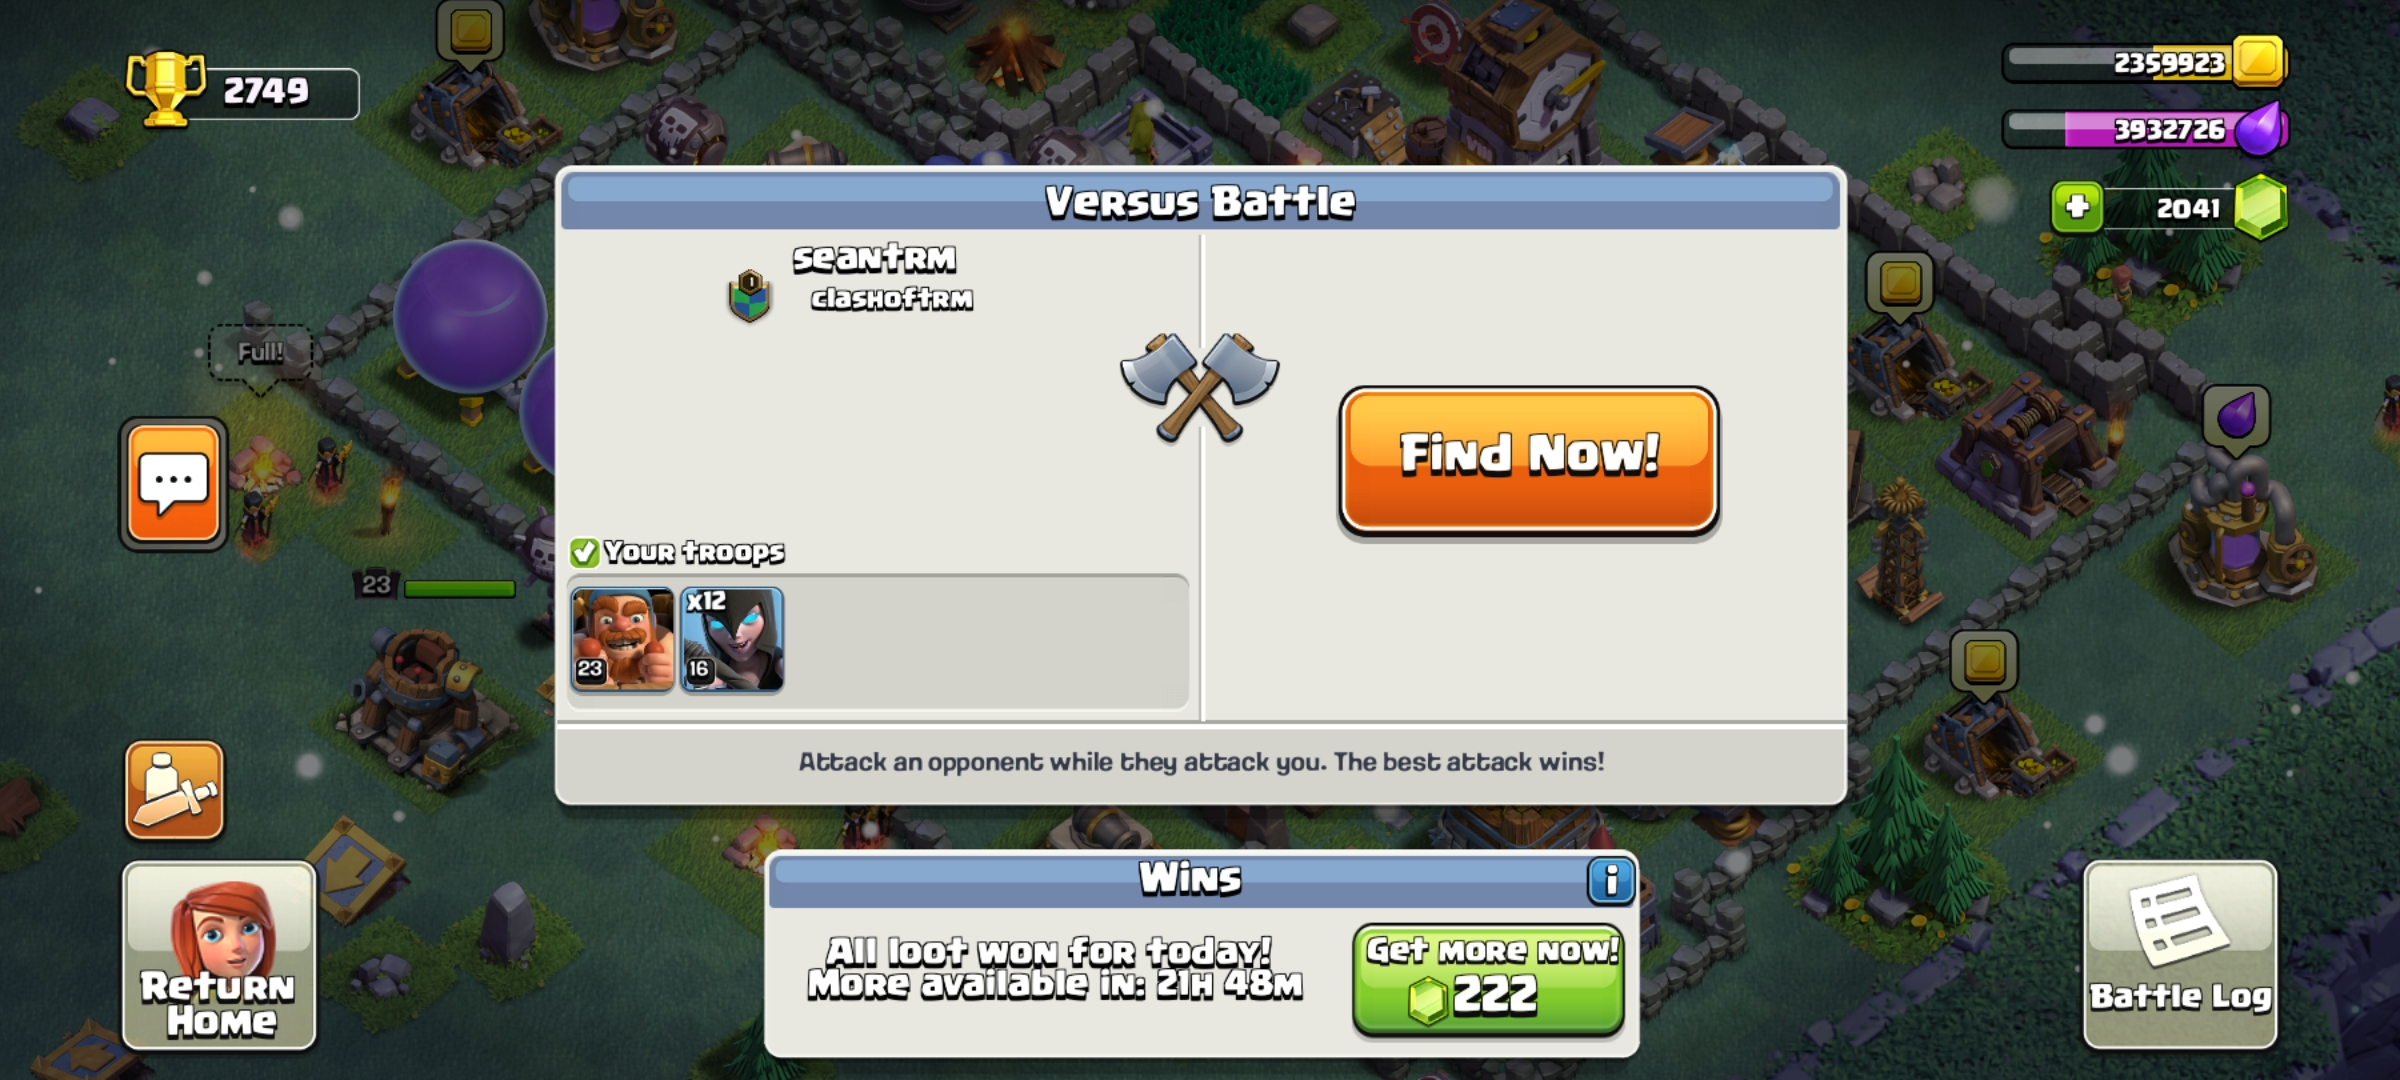 2749
2359923
3932726
2041
Versus Battle
seantrm
clashoftrm
1
Full!
Find Now!
Your troops
23
x12
23
16
Attack an opponent while they attack you. The best attack wins!
Wins
i
All loot won for today!
More available in: 21H 48M
Get more now!
222
Return
Home
Battle Log
VIII